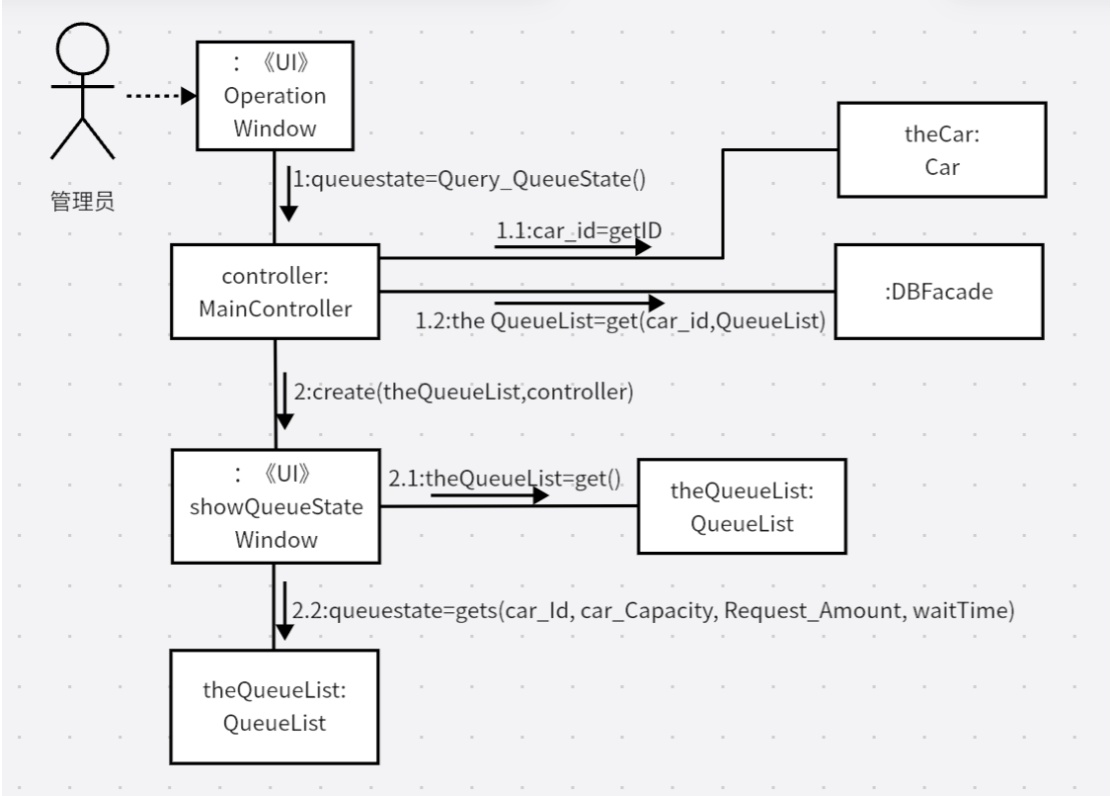 : 《UI》
Operation
Window
theCar:
Car
管理员
1:queuestate=Query_QueueState()
1.1:car_id=getID
controller:
MainController
:DBFacade
1.2:the QueueList=get(car_id,QueueList)
2:create(theQueueList,controller)
: 《UI》
showQueueState
Window
2.1:theQueueList=get()
theQueueList:
QueueList
2.2:queuestate=gets(car_Id, car_Capacity, Request_Amount, waitTime)
theQueueList:
QueueList